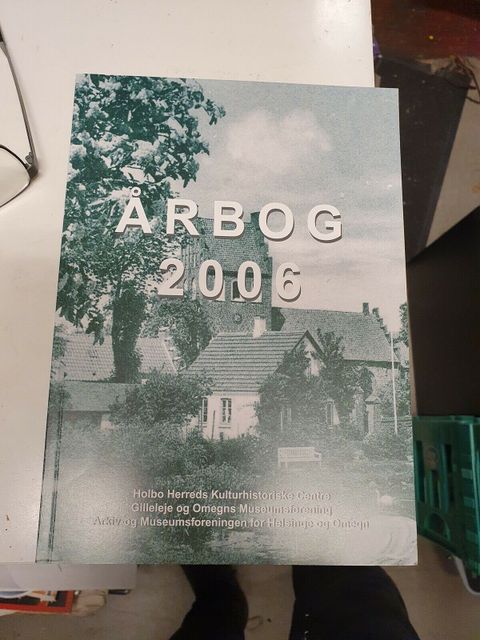 ÅRBOG
2006
Holbo Herreds Kulturhistoriske Centre
Gilleleje og Omegns Museumsforening
Arkiv og Museumsforeningen for Helsinge og Omegn